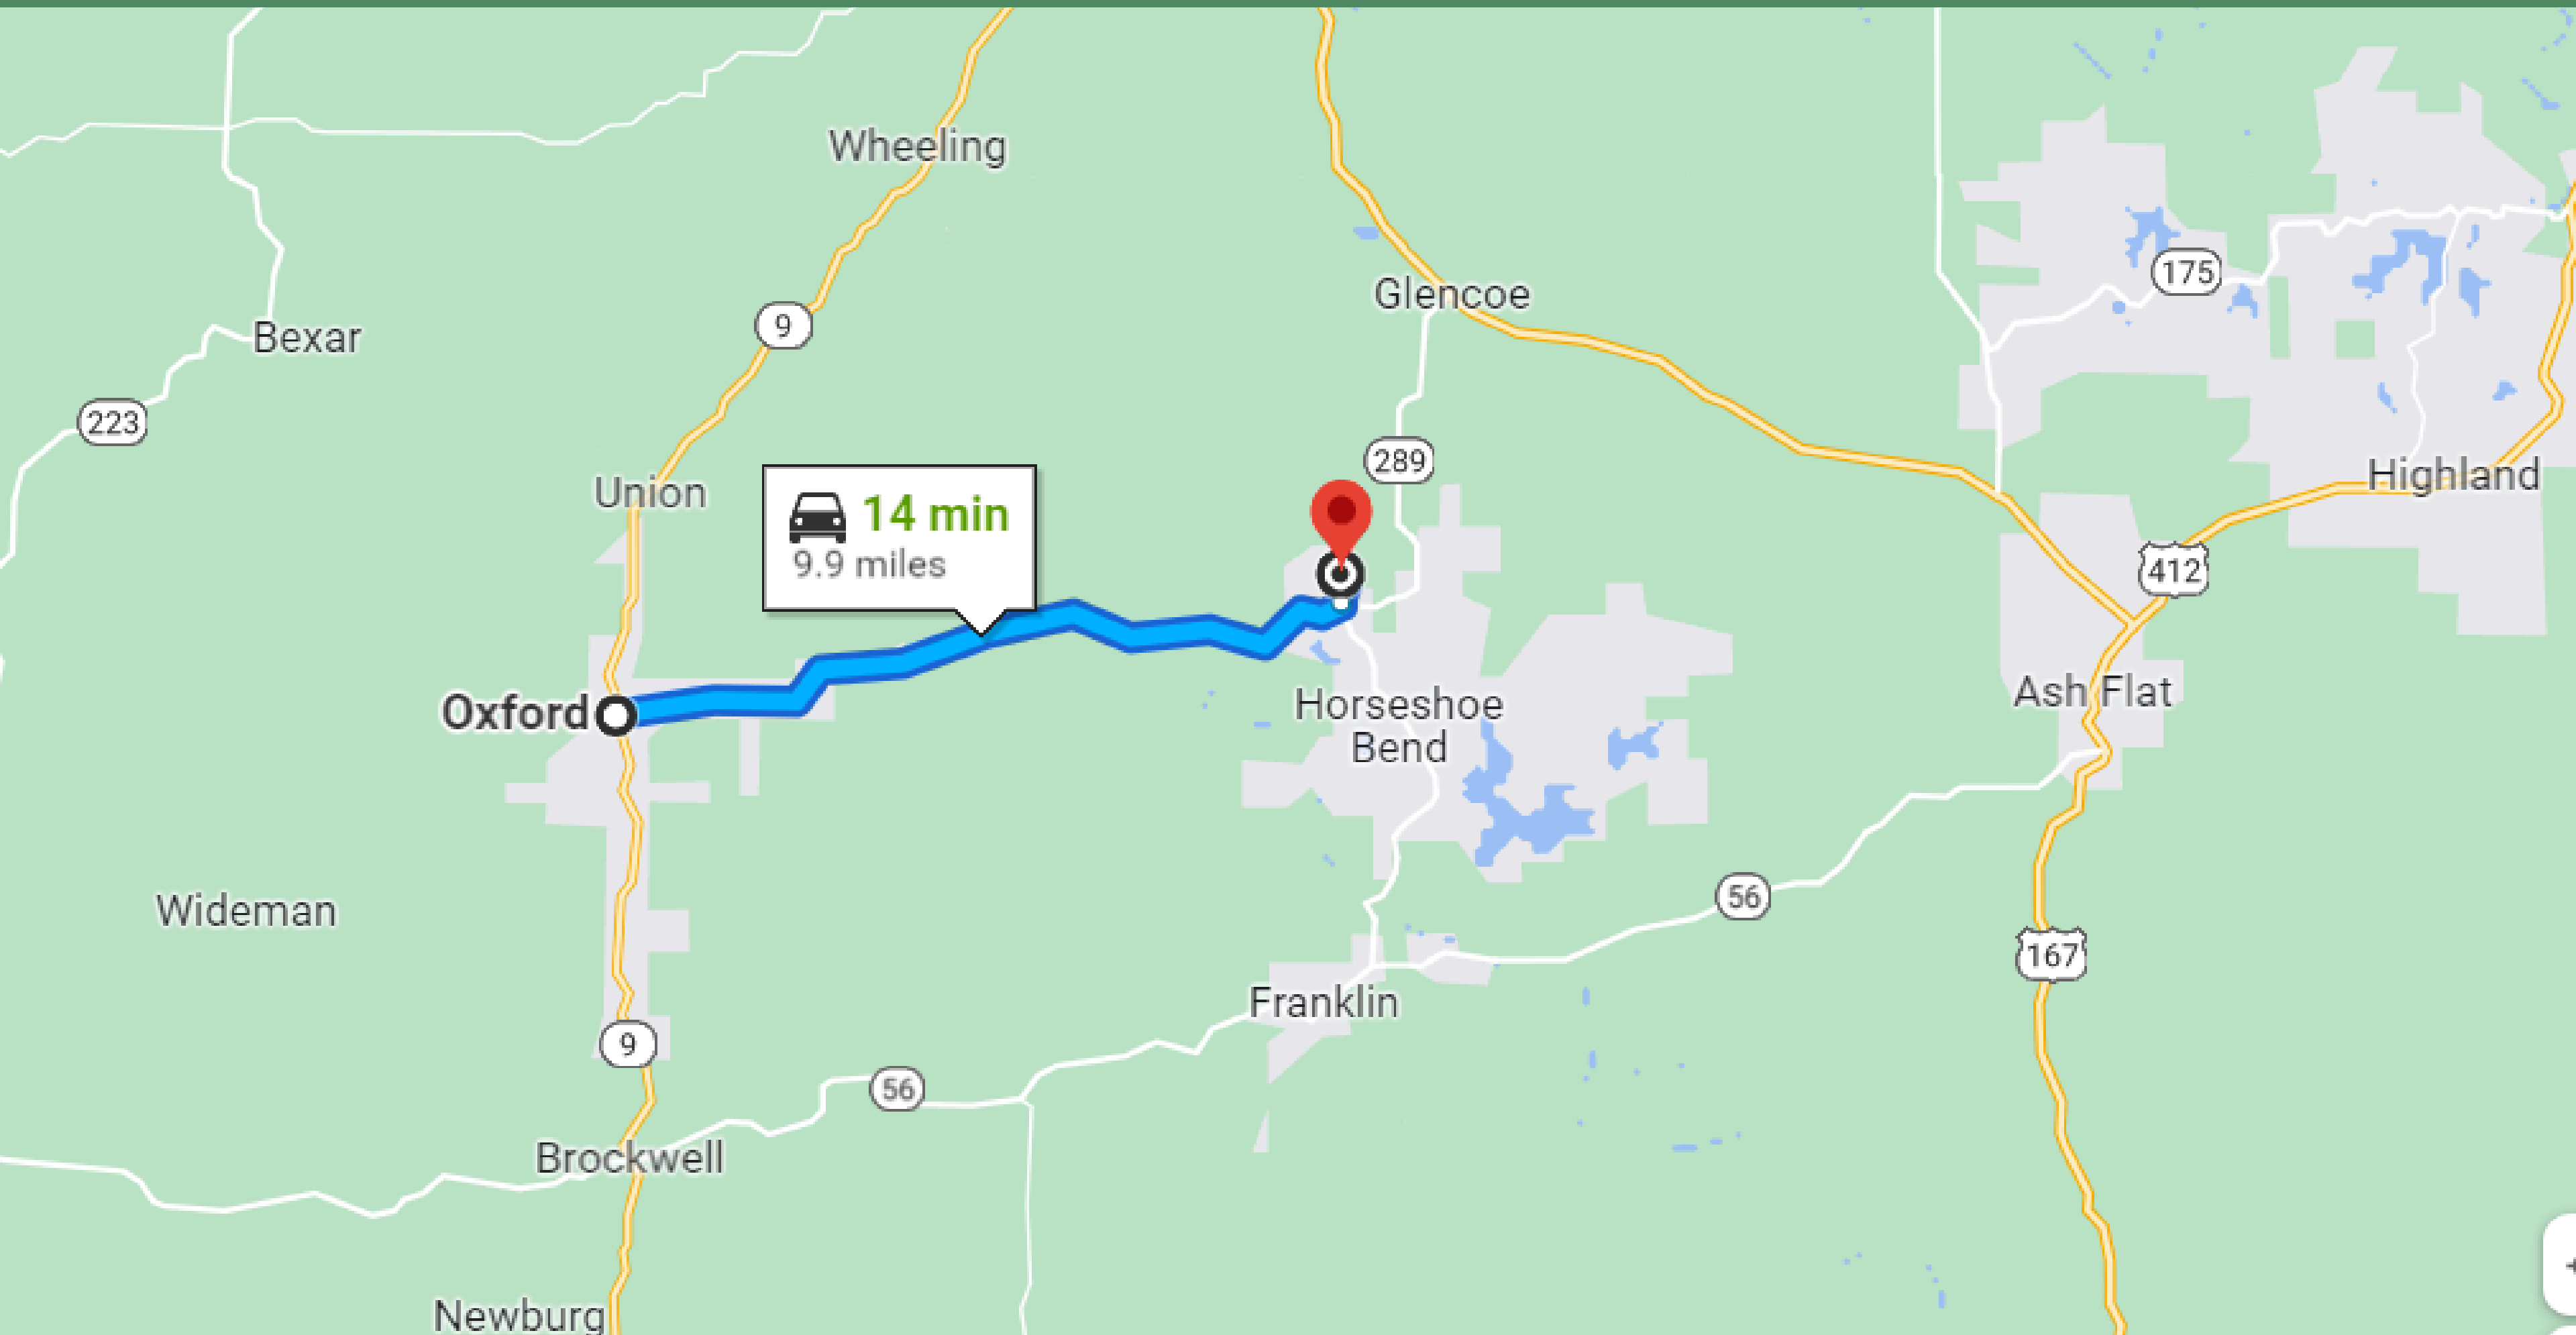 Wheeling
175
Glencoe
9
Bexar
223
289
Union
Highland
14 min
9.9 miles
412
Oxford
Horseshoe
Bend
Ash Flat
56
Wideman
167
Franklin
9
56
Brockwell
Newburg